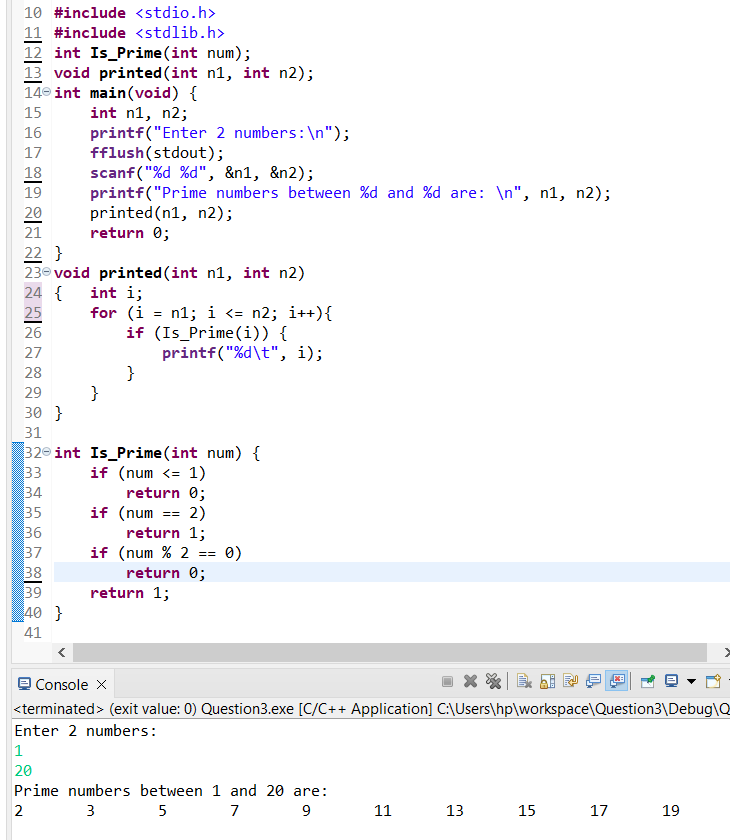 10 #include <stdio.h>
11 #include <stdlib.h>
12 int Is_Prime(int num);
13 void printed(int n1, int n2);
14 int main(void) {
15     int n1, n2;
16     printf("Enter 2 numbers:\n");
17     fflush(stdout);
18     scanf("%d %d", &n1, &n2);
19     printf("Prime numbers between %d and %d are: \n", n1, n2);
20     printed(n1, n2);
21     return 0;
22 }
23 void printed(int n1, int n2)
24 {   int i;
25     for (i = n1; i <= n2; i++){
26         if (Is_Prime(i)) {
27             printf("%d\t", i);
28         }
29     }
30 }
31
32 int Is_Prime(int num) {
33     if (num <= 1)
34         return 0;
35     if (num == 2)
36         return 1;
37     if (num % 2 == 0)
38         return 0;
39     return 1;
40 }
41
Console
<terminated> (exit value: 0) Question3.exe [C/C++ Application] C:\Users\hp\workspace\Question3\Debug\Q
Enter 2 numbers:
1
20
Prime numbers between 1 and 20 are:
2	3	5	7	9	11	13	15	17	19